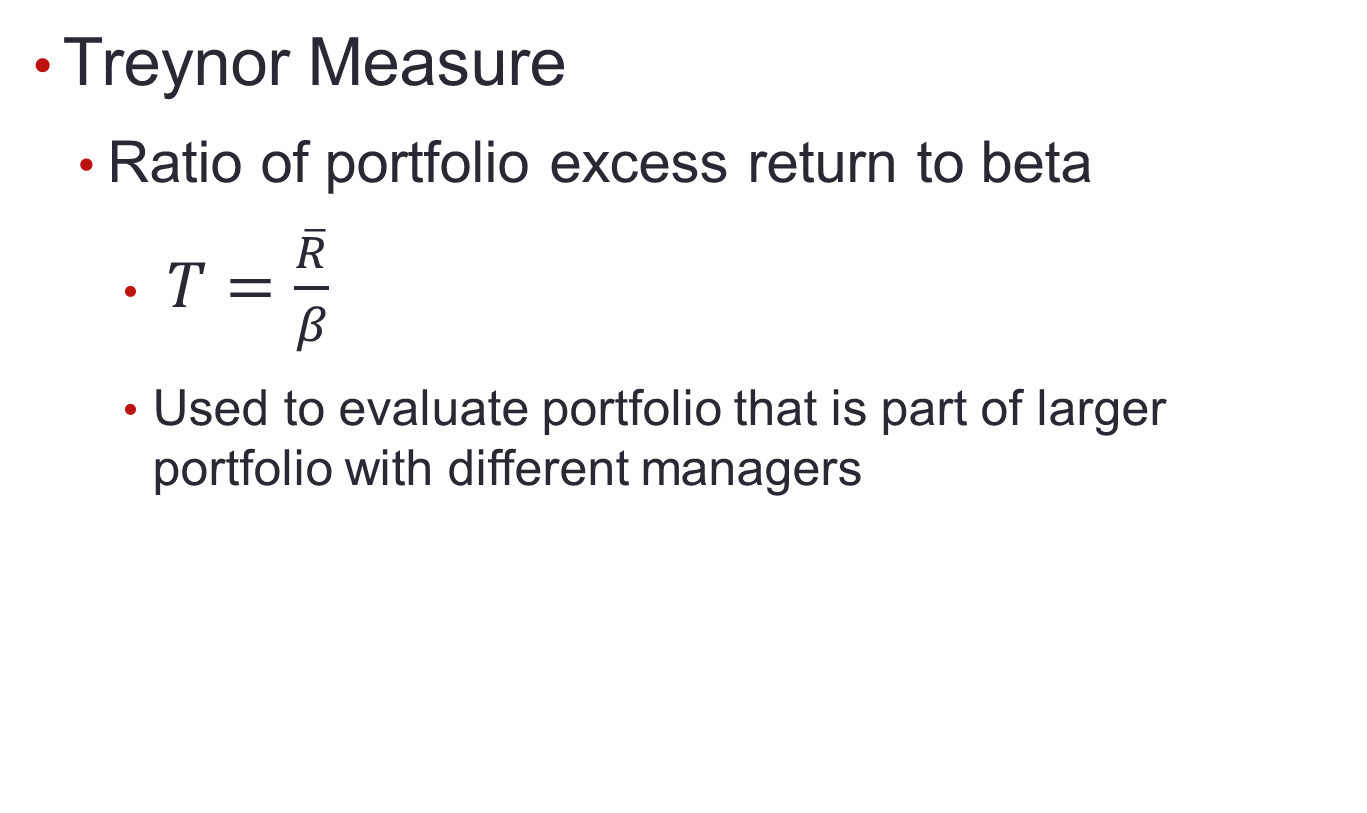 • Treynor Measure
• Ratio of portfolio excess return to beta
• T = R̄ / β
• Used to evaluate portfolio that is part of larger
portfolio with different managers